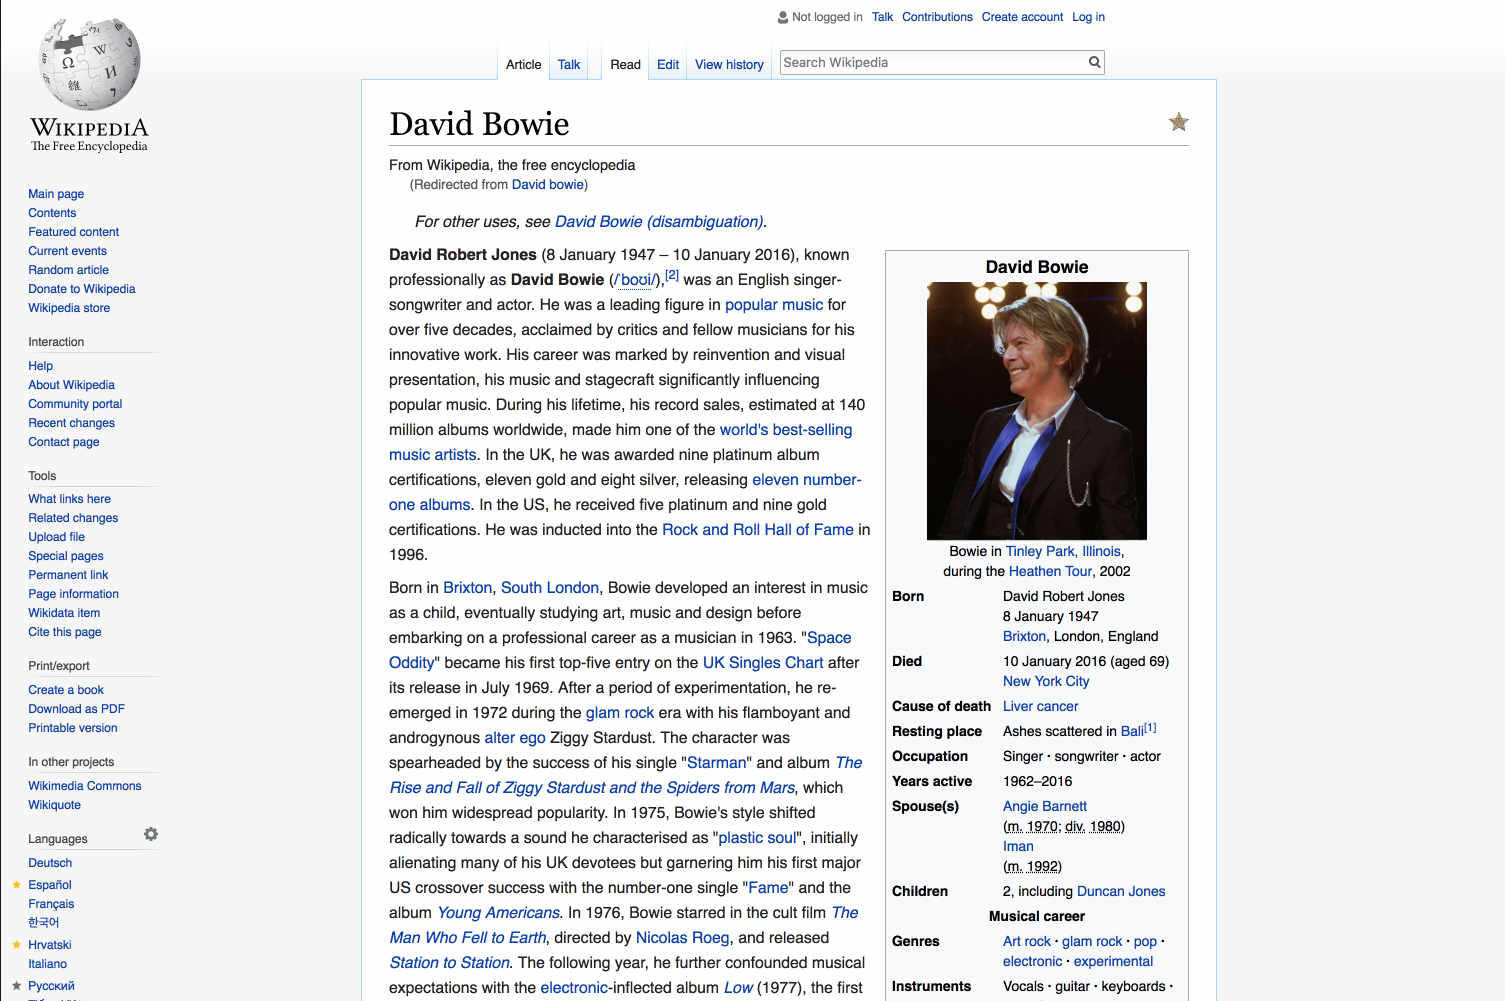 Not logged in Talk Contributions Create account Log in
Article Talk Read Edit View history Search Wikipedia
WIKIPEDIA
The Free Encyclopedia
Main page
Contents
Featured content
Current events
Random article
Donate to Wikipedia
Wikipedia store
Interaction
Help
About Wikipedia
Community portal
Recent changes
Contact page
Tools
What links here
Related changes
Upload file
Special pages
Permanent link
Page information
Wikidata item
Cite this page
Print/export
Create a book
Download as PDF
Printable version
In other projects
Wikimedia Commons
Wikiquote
Languages
Deutsch
Español
Français
한국어
Hrvatski
Italiano
Русский
David Bowie
From Wikipedia, the free encyclopedia
(Redirected from David bowie)
For other uses, see David Bowie (disambiguation).
David Robert Jones (8 January 1947 – 10 January 2016), known
professionally as David Bowie (/ˈboʊi/),[2] was an English singer-
songwriter and actor. He was a leading figure in popular music for
over five decades, acclaimed by critics and fellow musicians for his
innovative work. His career was marked by reinvention and visual
presentation, his music and stagecraft significantly influencing
popular music. During his lifetime, his record sales, estimated at 140
million albums worldwide, made him one of the world's best-selling
music artists. In the UK, he was awarded nine platinum album
certifications, eleven gold and eight silver, releasing eleven number-
one albums. In the US, he received five platinum and nine gold
certifications. He was inducted into the Rock and Roll Hall of Fame in
1996.
Born in Brixton, South London, Bowie developed an interest in music
as a child, eventually studying art, music and design before
embarking on a professional career as a musician in 1963. "Space
Oddity" became his first top-five entry on the UK Singles Chart after
its release in July 1969. After a period of experimentation, he re-
emerged in 1972 during the glam rock era with his flamboyant and
androgynous alter ego Ziggy Stardust. The character was
spearheaded by the success of his single "Starman" and album The
Rise and Fall of Ziggy Stardust and the Spiders from Mars, which
won him widespread popularity. In 1975, Bowie's style shifted
radically towards a sound he characterised as "plastic soul", initially
alienating many of his UK devotees but garnering him his first major
US crossover success with the number-one single "Fame" and the
album Young Americans. In 1976, Bowie starred in the cult film The
Man Who Fell to Earth, directed by Nicolas Roeg, and released
Station to Station. The following year, he further confounded musical
expectations with the electronic-inflected album Low (1977), the first
David Bowie
Bowie in Tinley Park, Illinois,
during the Heathen Tour, 2002
Born David Robert Jones
8 January 1947
Brixton, London, England
Died 10 January 2016 (aged 69)
New York City
Cause of death Liver cancer
Resting place Ashes scattered in Bali[1]
Occupation Singer · songwriter · actor
Years active 1962–2016
Spouse(s) Angie Barnett
(m. 1970; div. 1980)
Iman
(m. 1992)
Children 2, including Duncan Jones
Musical career
Genres Art rock · glam rock · pop ·
electronic · experimental
Instruments Vocals · guitar · keyboards ·